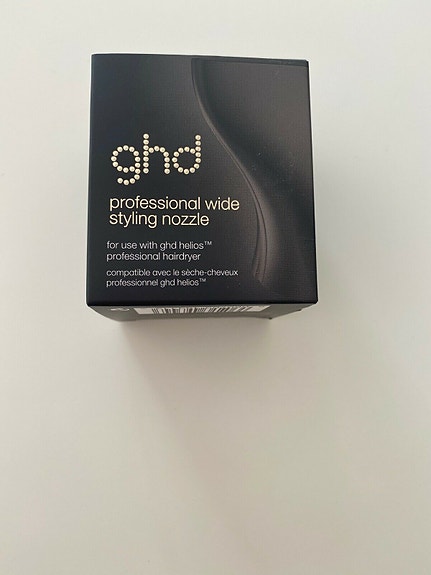 ghd
professional wide
styling nozzle
for use with ghd helios™
professional hairdryer
compatible avec le sèche-cheveux
professionnel ghd helios™